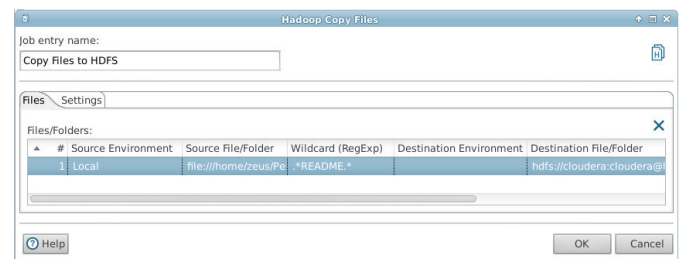 Hadoop Copy Files
Job entry name:
Copy Files to HDFS
Files Settings
Files/Folders:
# Source Environment Source File/Folder Wildcard (RegExp) Destination Environment Destination File/Folder
1 Local file:///home/zeus/Pe .*README.* hdfs://cloudera:cloudera@
Help OK Cancel